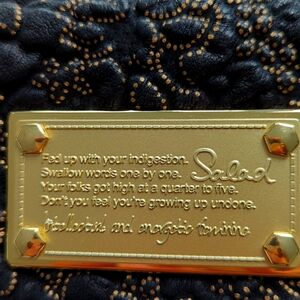 Fed up with your indigestion.
Swallow words one by one.
Salad
Your folks got high at a quarter to five.
Don't you feel you're growing up undone.
intellectual and energetic feminine